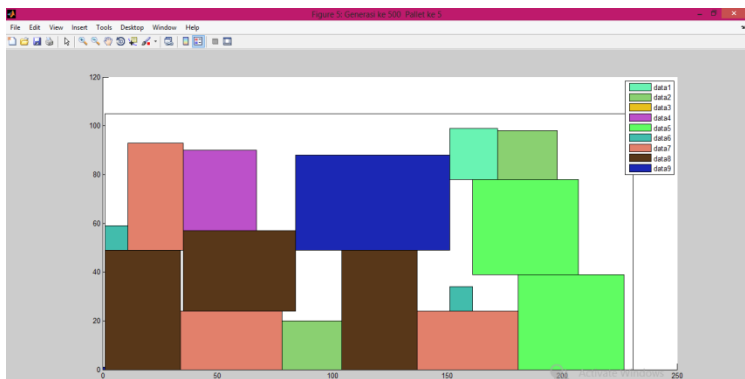 Figure 5: Generasi ke 500 Pallet ke 5
File Edit View Insert Tools Desktop Window Help
120
100
80
60
40
20
0
0 50 100 150 200 250
data1
data2
data3
data4
data5
data6
data7
data8
data9
Activate Windows